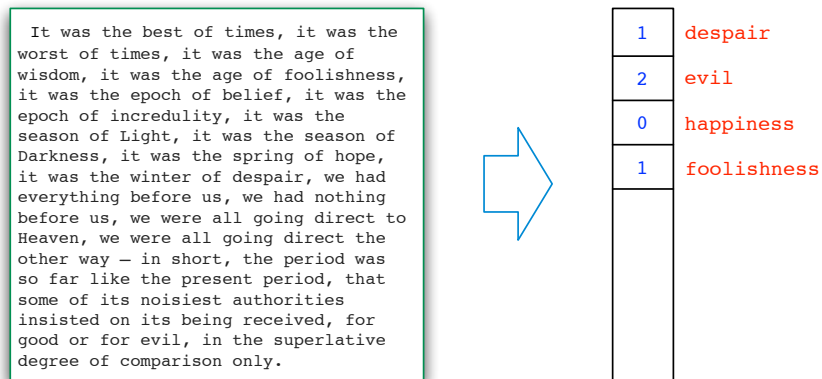 It was the best of times, it was the
worst of times, it was the age of
wisdom, it was the age of foolishness,
it was the epoch of belief, it was the
epoch of incredulity, it was the
season of Light, it was the season of
Darkness, it was the spring of hope,
it was the winter of despair, we had
everything before us, we had nothing
before us, we were all going direct to
Heaven, we were all going direct the
other way – in short, the period was
so far like the present period, that
some of its noisiest authorities
insisted on its being received, for
good or for evil, in the superlative
degree of comparison only.
1 despair
2 evil
0 happiness
1 foolishness